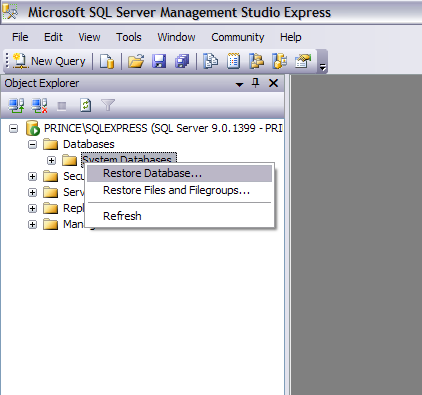 Microsoft SQL Server Management Studio Express
File Edit View Tools Window Community Help
New Query
Object Explorer
PRINCE\SQLEXPRESS (SQL Server 9.0.1399 - PRI
Databases
System Databases
Restore Database...
Secu
Restore Files and Filegroups...
Serv
Repl
Refresh
Manag